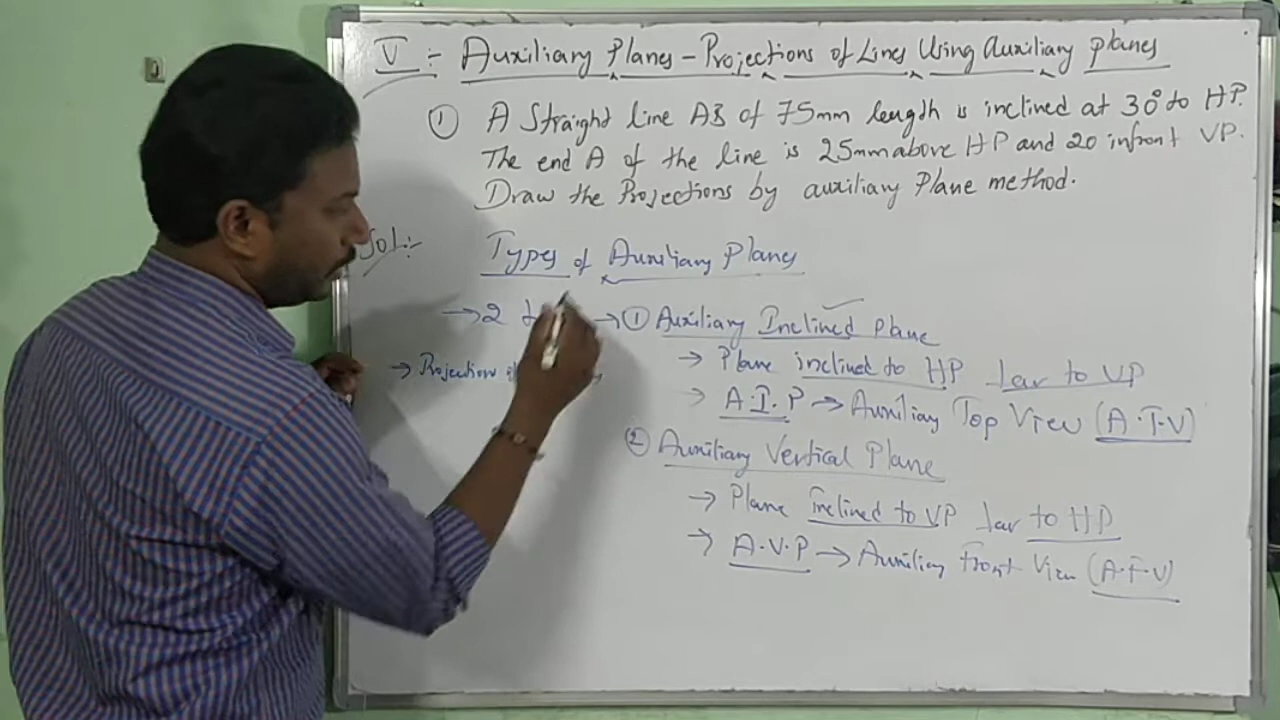 V :- Auxiliary Planes - Projections of Lines Using auxiliary planes
① A Straight line AB of 75mm length is inclined at 30° to HP.
The end A of the line is 25mm above HP and 20 infront VP.
Draw the Projections by auxiliary Plane method.
Sol:-
Types of Auxiliary Planes
→ 2
→ ① Auxiliary Inclined Plane
→ Plane inclined to HP Lar to VP
→ Projection
→ A.I.P → Auxiliary Top View (A.T.V)
② Auxiliary Vertical Plane
→ Plane inclined to VP Lar to HP
→ A.V.P → Auxiliary Front View (A.F.V)